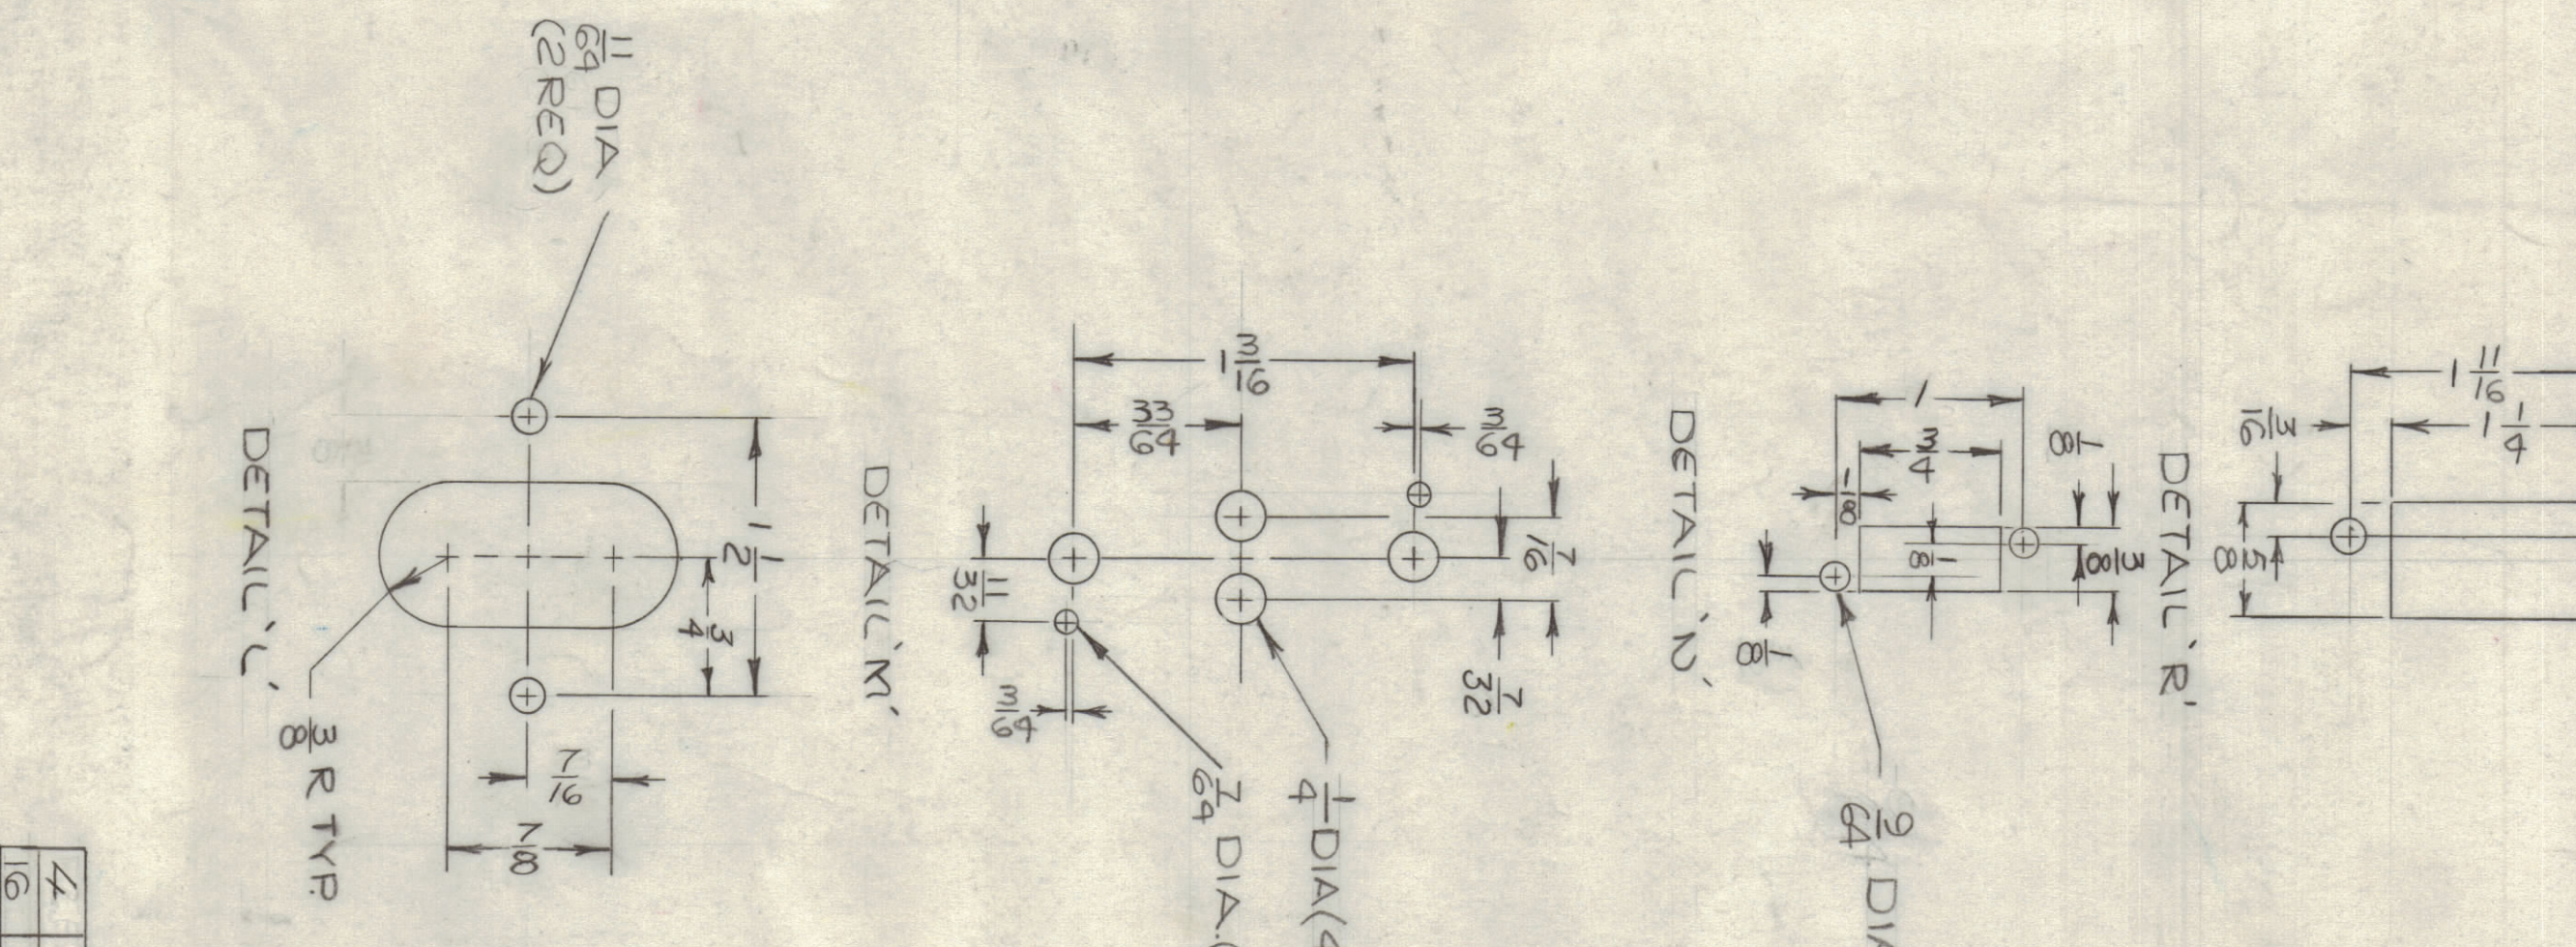 11/64 DIA
(2 REQ)
1 1/2
3/4
7/16
7/8
3/8 R TYP.
DETAIL 'L'
1 3/16
33/64
3/64
7/16
7/32
11/32
3/64
7/64 DIA.(
1/4 DIA(4
DETAIL 'M'
1
3/4
1/8
1/8
3/8
1/8
1/8
9/64 DIA
DETAIL 'N'
1 11/16
1 1/4
3/16
5/8
DETAIL 'R'
4
16